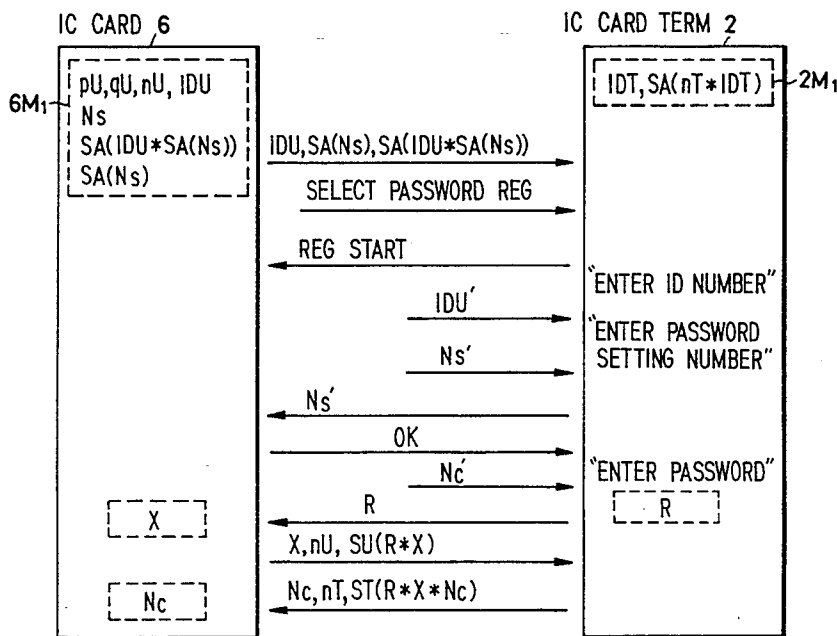 IC CARD 6
IC CARD TERM 2
6M1
pU, qU, nU, IDU
Ns
SA(IDU*SA(Ns))
SA(Ns)
IDT, SA(nT*IDT)
2M1
IDU, SA(Ns), SA(IDU*SA(Ns))
SELECT PASSWORD REG
REG START
"ENTER ID NUMBER"
IDU'
"ENTER PASSWORD
SETTING NUMBER"
Ns'
Ns'
OK
Nc'
"ENTER PASSWORD"
R
R
X
X, nU, SU(R*X)
Nc, nT, ST(R*X*Nc)
Nc